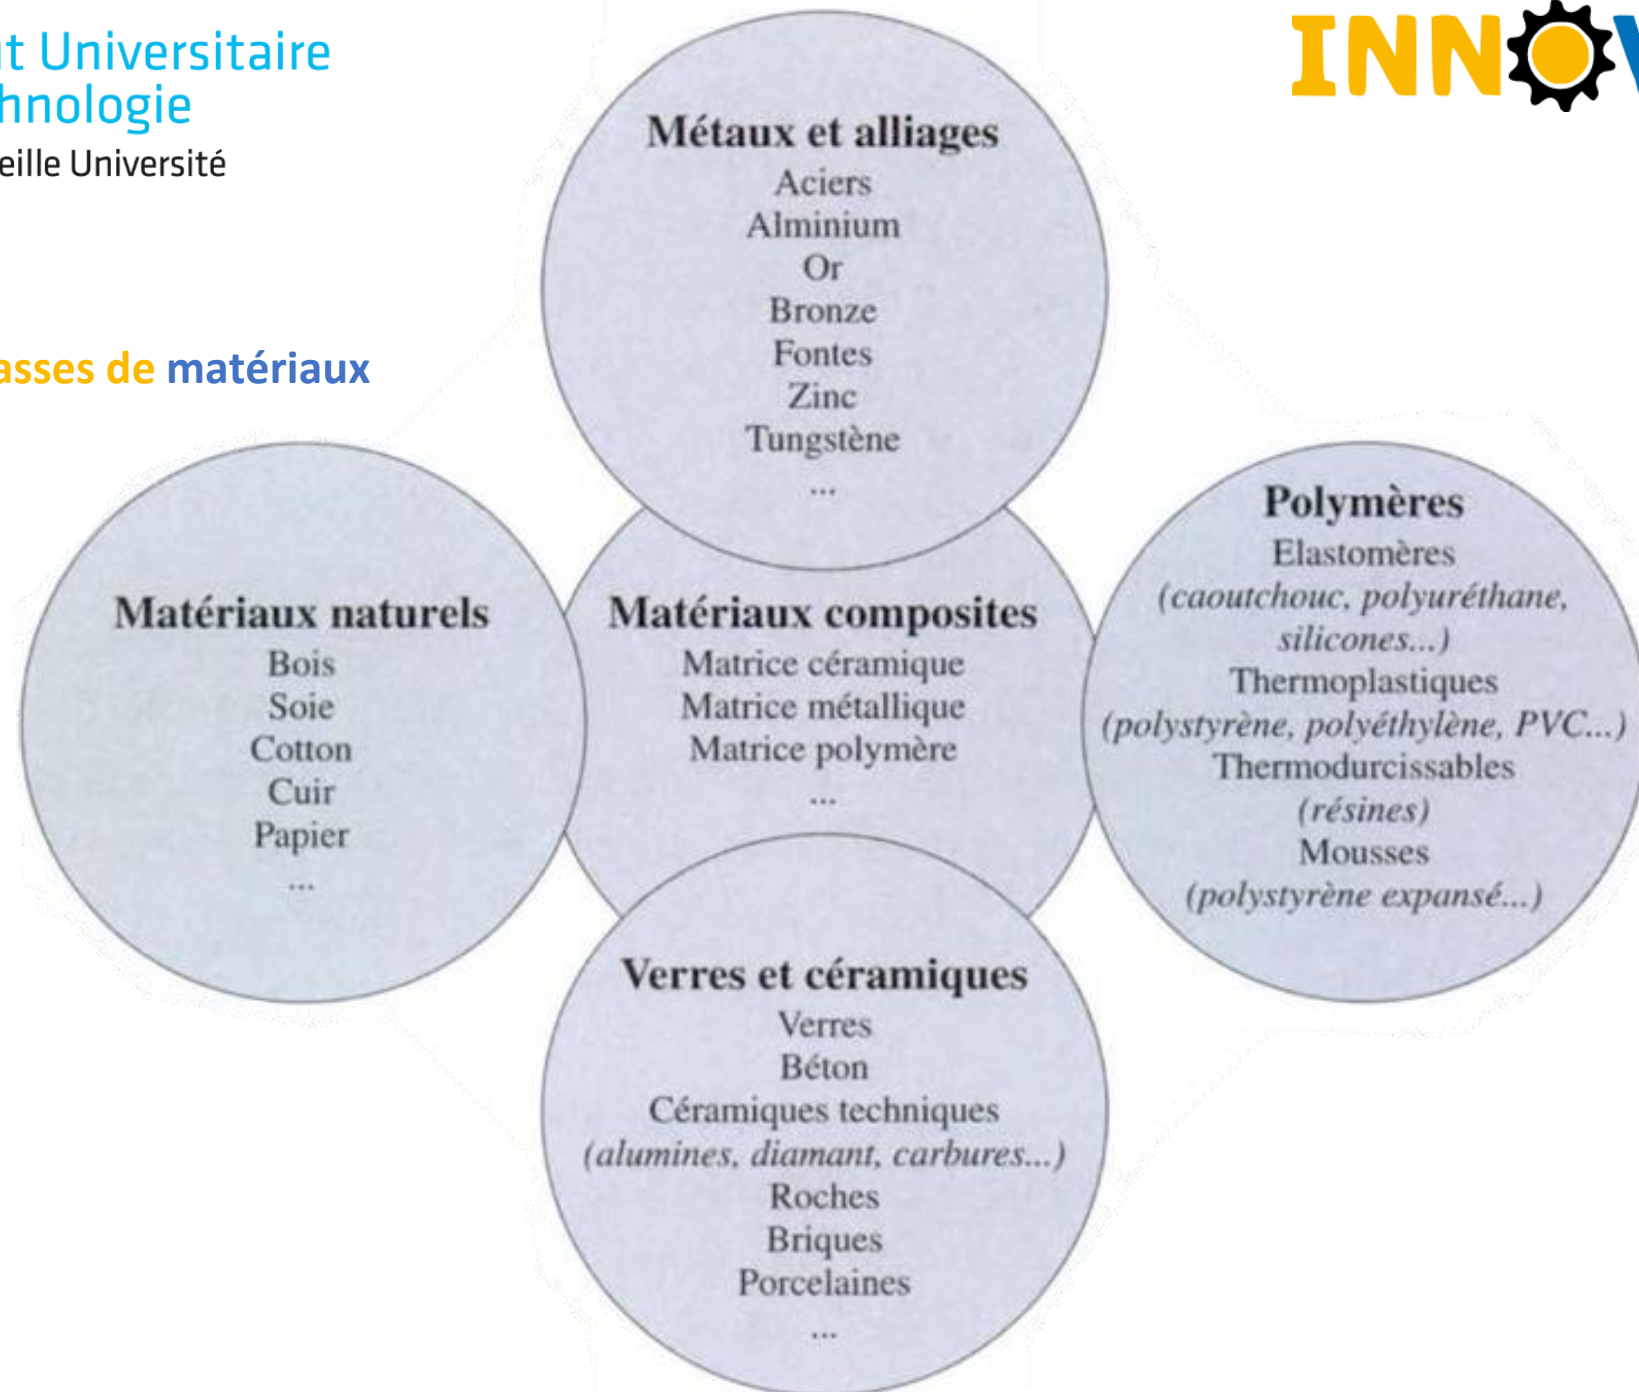 ut Universitaire
hnologie
eille Université
INNOV
asses de matériaux
Métaux et alliages
Aciers
Alminium
Or
Bronze
Fontes
Zinc
Tungstène
...
Matériaux naturels
Bois
Soie
Cotton
Cuir
Papier
...
Matériaux composites
Matrice céramique
Matrice métallique
Matrice polymère
...
Polymères
Elastomères
(caoutchouc, polyuréthane,
silicones...)
Thermoplastiques
(polystyrène, polyéthylène, PVC...)
Thermodurcissables
(résines)
Mousses
(polystyrène expansé...)
Verres et céramiques
Verres
Béton
Céramiques techniques
(alumines, diamant, carbures...)
Roches
Briques
Porcelaines
...